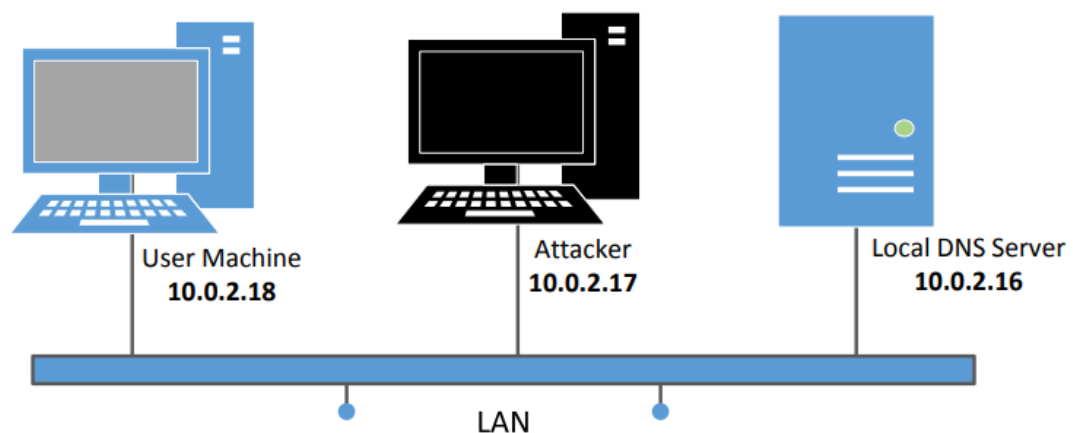 User Machine
10.0.2.18
Attacker
10.0.2.17
Local DNS Server
10.0.2.16
LAN